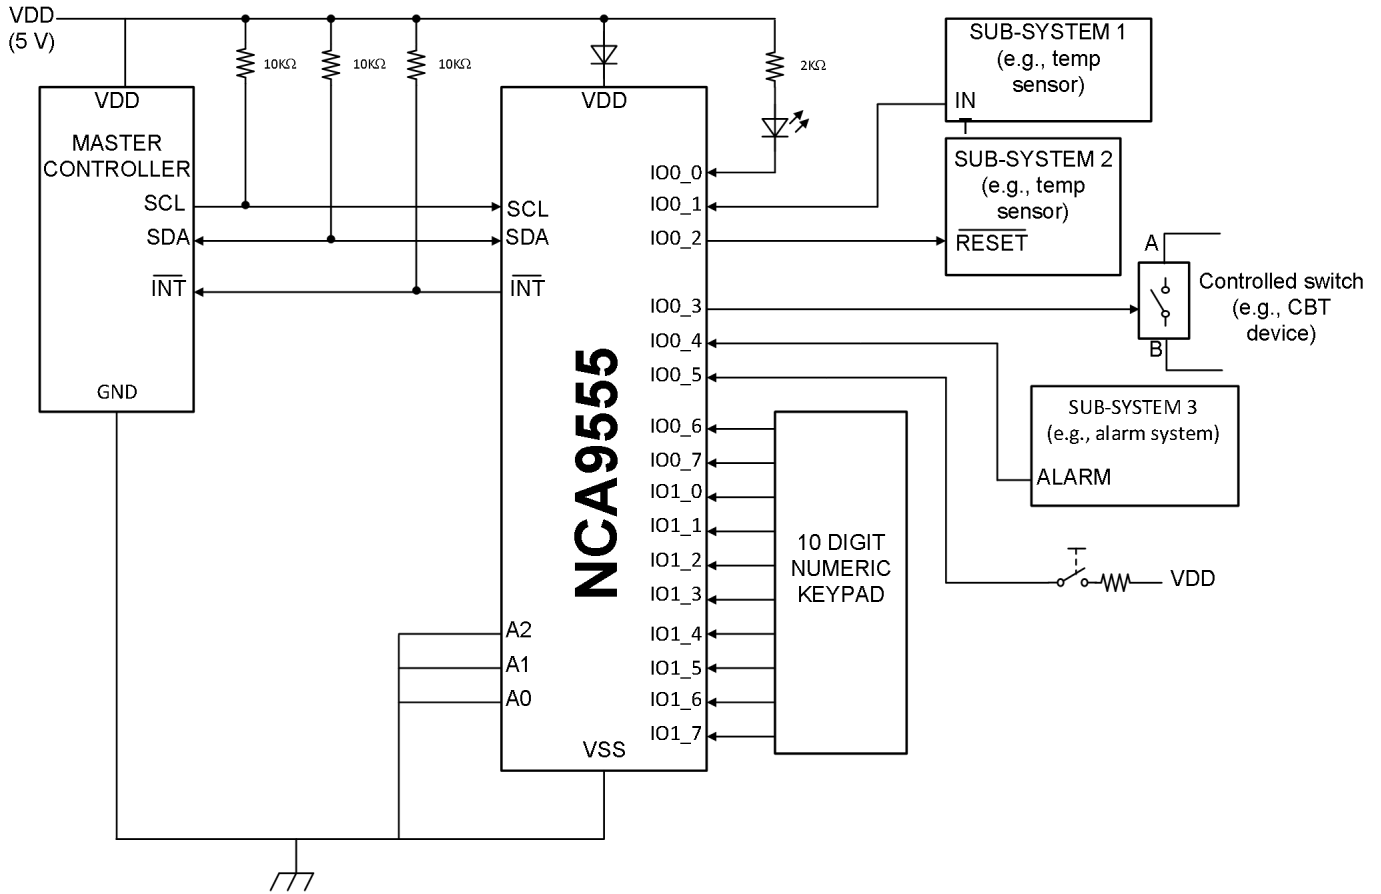 VDD
(5 V)
10KΩ
10KΩ
10KΩ
2KΩ
VDD
MASTER
CONTROLLER
SCL
SDA
INT
GND
VDD
SCL
SDA
INT
NCA9555
A2
A1
A0
VSS
IO0_0
IO0_1
IO0_2
IO0_3
IO0_4
IO0_5
IO0_6
IO0_7
IO1_0
IO1_1
IO1_2
IO1_3
IO1_4
IO1_5
IO1_6
IO1_7
SUB-SYSTEM 1
(e.g., temp
sensor)
IN
SUB-SYSTEM 2
(e.g., temp
sensor)
RESET
A
B
Controlled switch
(e.g., CBT
device)
SUB-SYSTEM 3
(e.g., alarm system)
ALARM
10 DIGIT
NUMERIC
KEYPAD
VDD